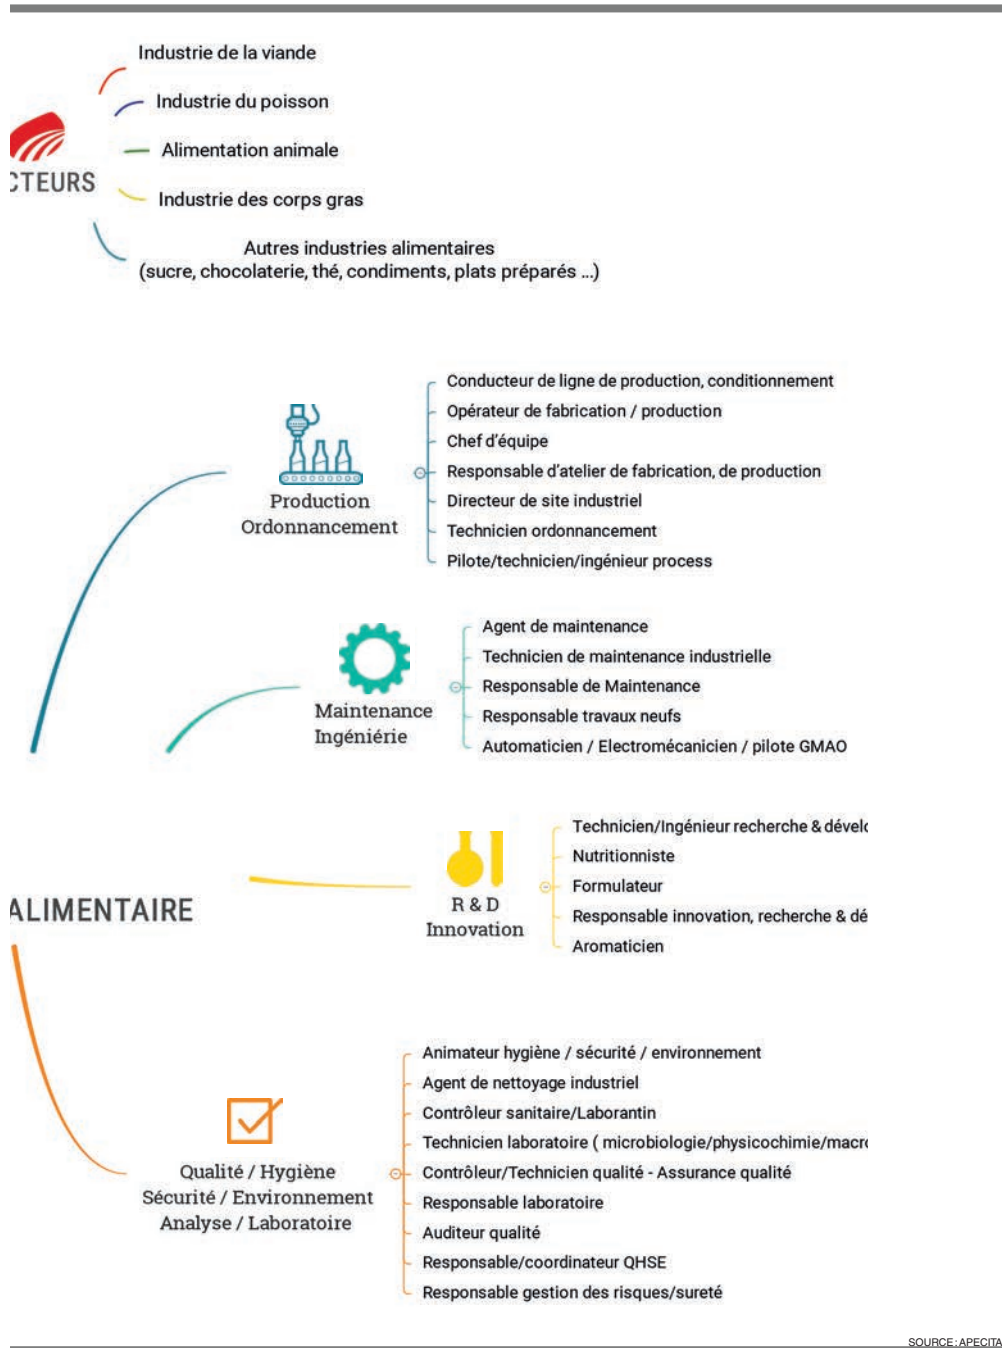 Industrie de la viande
Industrie du poisson
Alimentation animale
CTEURS
Industrie des corps gras
Autres industries alimentaires
(sucre, chocolaterie, thé, condiments, plats préparés ...)
Production
Ordonnancement
Conducteur de ligne de production, conditionnement
Opérateur de fabrication / production
Chef d'équipe
Responsable d'atelier de fabrication, de production
Directeur de site industriel
Technicien ordonnancement
Pilote/technicien/ingénieur process
Maintenance
Ingéniérie
Agent de maintenance
Technicien de maintenance industrielle
Responsable de Maintenance
Responsable travaux neufs
Automaticien / Electromécanicien / pilote GMAO
ALIMENTAIRE
R & D
Innovation
Technicien/Ingénieur recherche & dévelo
Nutritionniste
Formulateur
Responsable innovation, recherche & dé
Aromaticien
Qualité / Hygiène
Sécurité / Environnement
Analyse / Laboratoire
Animateur hygiène / sécurité / environnement
Agent de nettoyage industriel
Contrôleur sanitaire/Laborantin
Technicien laboratoire ( microbiologie/physicochimie/macro
Contrôleur/Technicien qualité - Assurance qualité
Responsable laboratoire
Auditeur qualité
Responsable/coordinateur QHSE
Responsable gestion des risques/sureté
SOURCE : APECITA